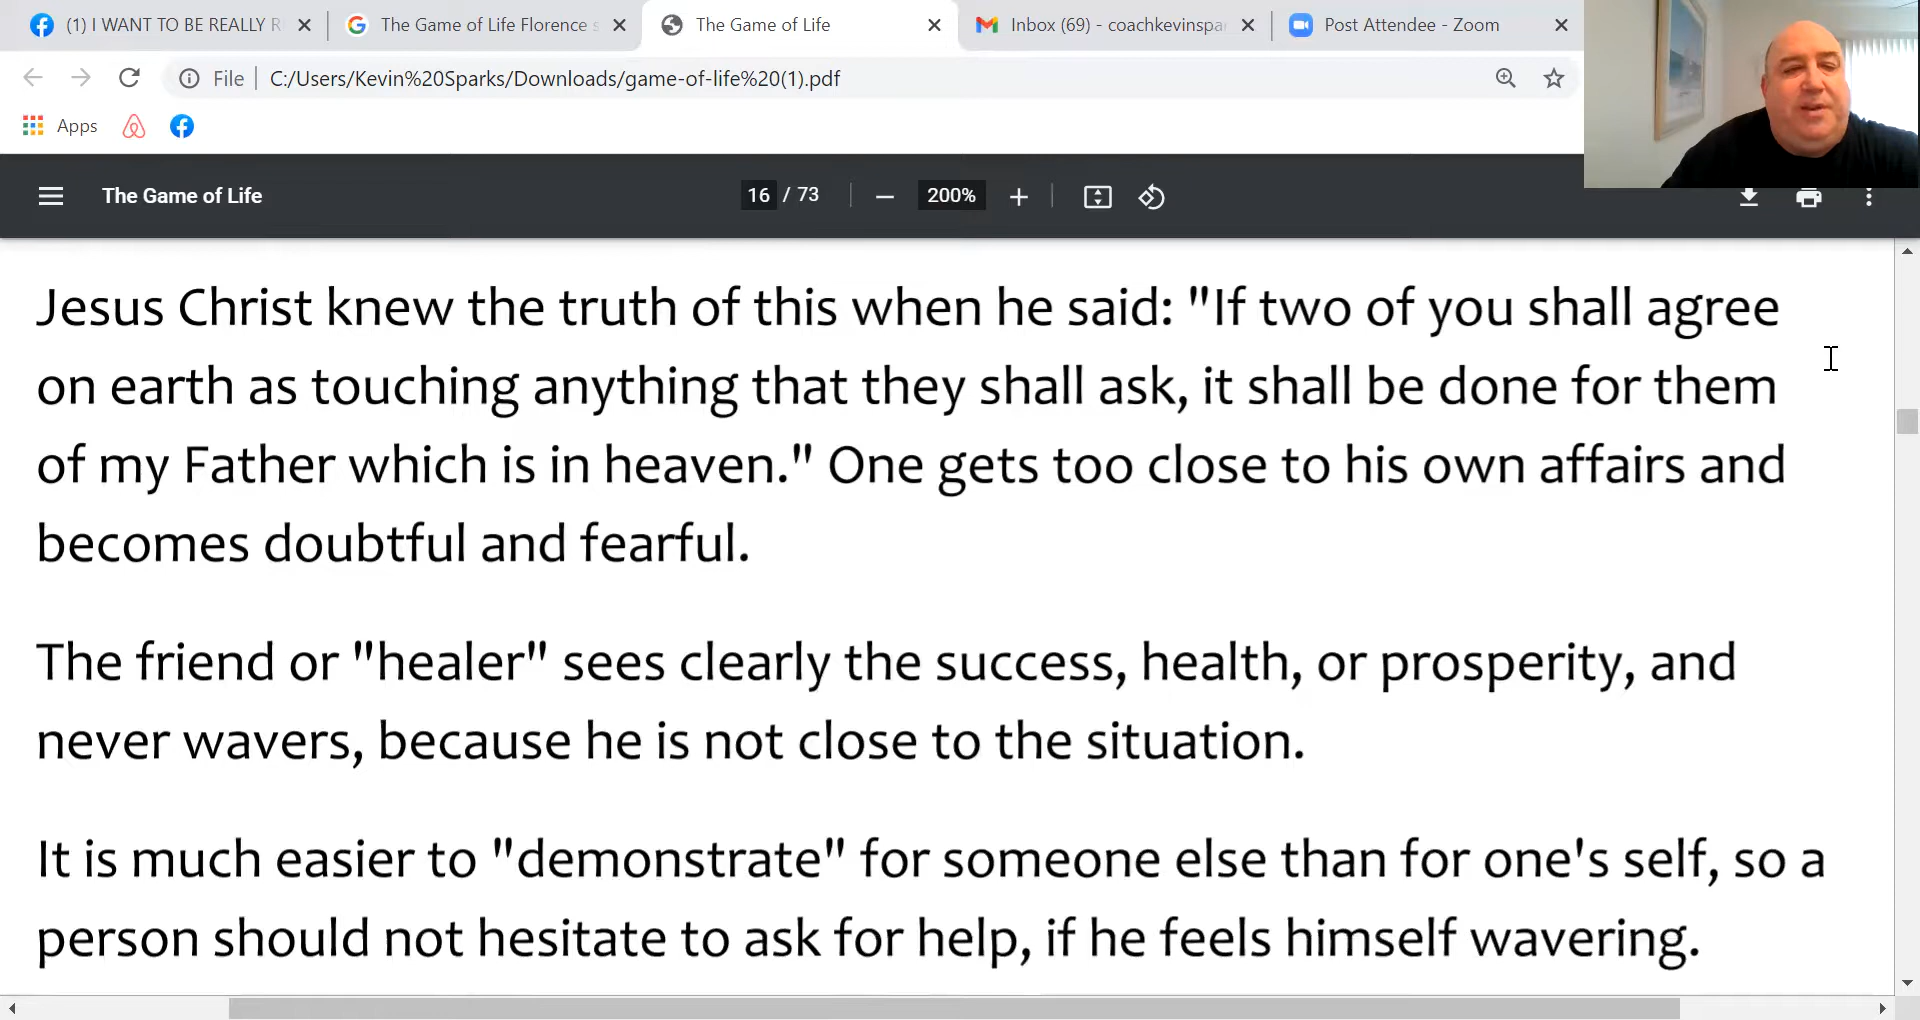 (1) I WANT TO BE REALLY R
The Game of Life Florence s
The Game of Life
Inbox (69) - coachkevinspar
Post Attendee - Zoom
File
C:/Users/Kevin%20Sparks/Downloads/game-of-life%20(1).pdf
Apps
The Game of Life
16 / 73
200%
Jesus Christ knew the truth of this when he said: "If two of you shall agree
on earth as touching anything that they shall ask, it shall be done for them
of my Father which is in heaven." One gets too close to his own affairs and
becomes doubtful and fearful.
The friend or "healer" sees clearly the success, health, or prosperity, and
never wavers, because he is not close to the situation.
It is much easier to "demonstrate" for someone else than for one's self, so a
person should not hesitate to ask for help, if he feels himself wavering.